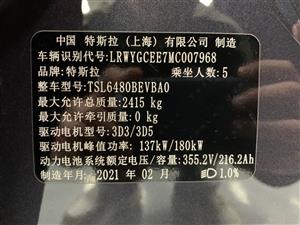 中国 特斯拉 (上海) 有限公司 制造
车辆识别代号:LRWYGCEE7MC007968
品牌:特斯拉 乘坐人数:5
整车型号:TSL6480BEVBA0
最大允许总质量:2415 kg
最大允许牵引质量:0 kg
驱动电机型号:3D3/3D5
驱动电机峰值功率:137kW/180kW
动力电池系统额定电压/容量:355.2V/216.2Ah
制造年月:2021 年 02 月 1.0%